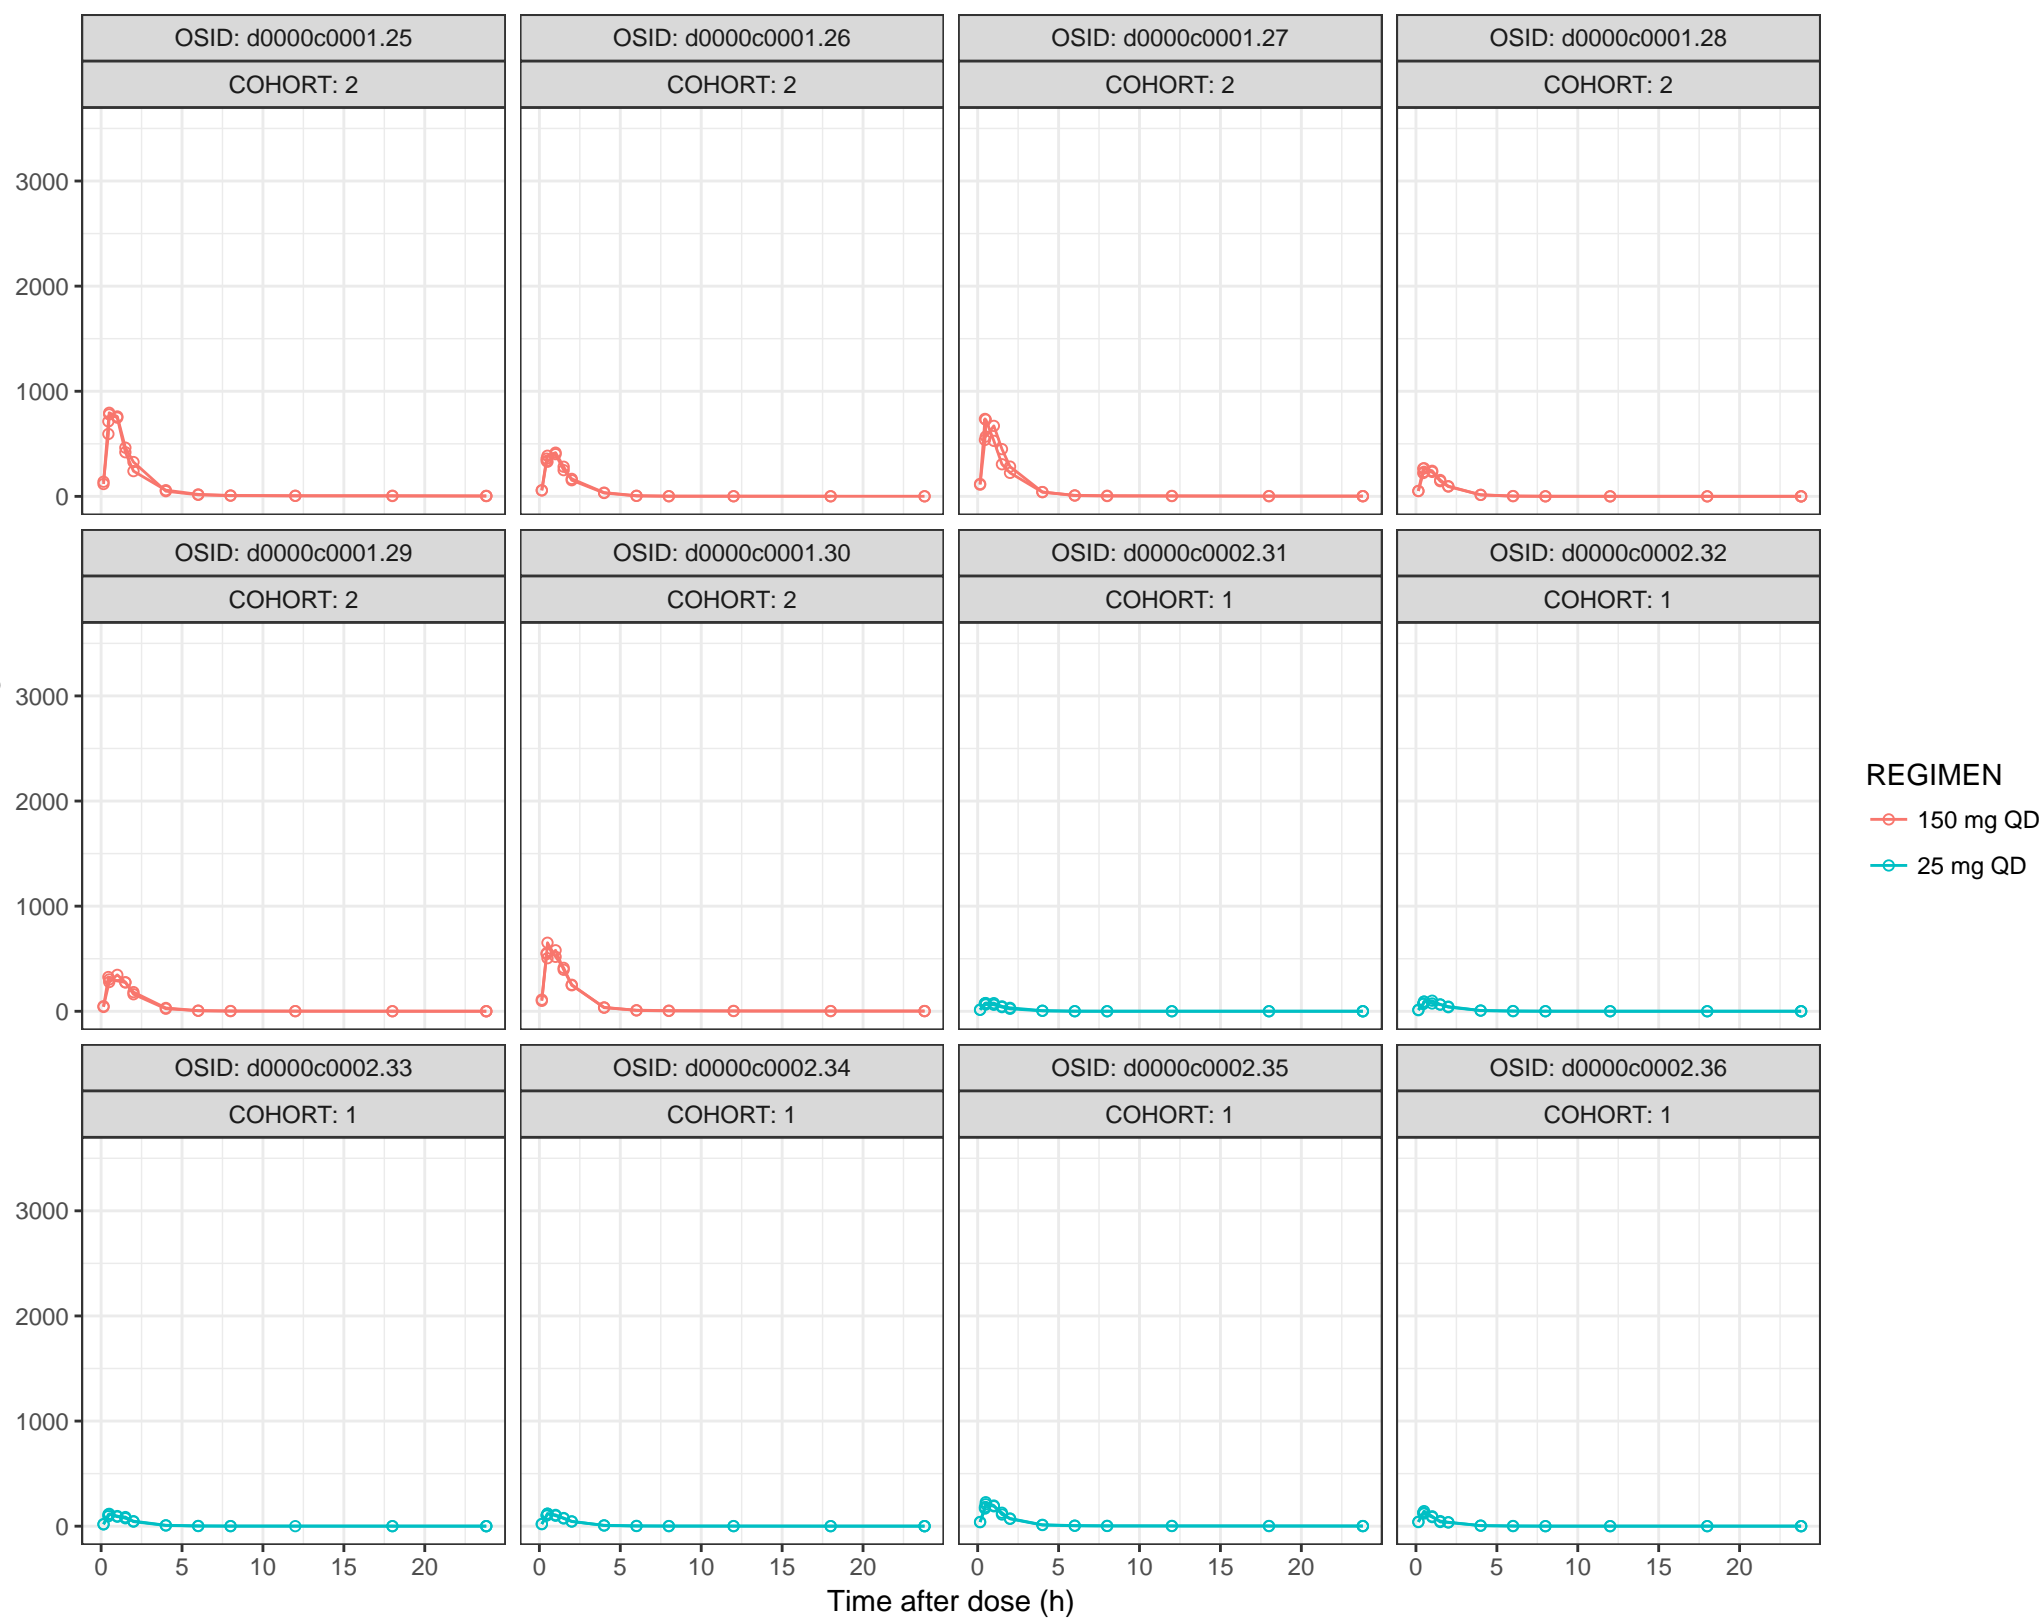 OSID: d0000c0001.25
OSID: d0000c0001.26
OSID: d0000c0001.27
OSID: d0000c0001.28
COHORT: 2
COHORT: 2
COHORT: 2
COHORT: 2
3000
2000
1000
0
OSID: d0000c0001.29
OSID: d0000c0001.30
OSID: d0000c0002.31
OSID: d0000c0002.32
COHORT: 2
COHORT: 2
COHORT: 1
COHORT: 1
3000
2000
1000
0
REGIMEN
150 mg QD
25 mg QD
OSID: d0000c0002.33
OSID: d0000c0002.34
OSID: d0000c0002.35
OSID: d0000c0002.36
COHORT: 1
COHORT: 1
COHORT: 1
COHORT: 1
3000
2000
1000
0
0 5 10 15 20
0 5 10 15 20
0 5 10 15 20
0 5 10 15 20
Time after dose (h)